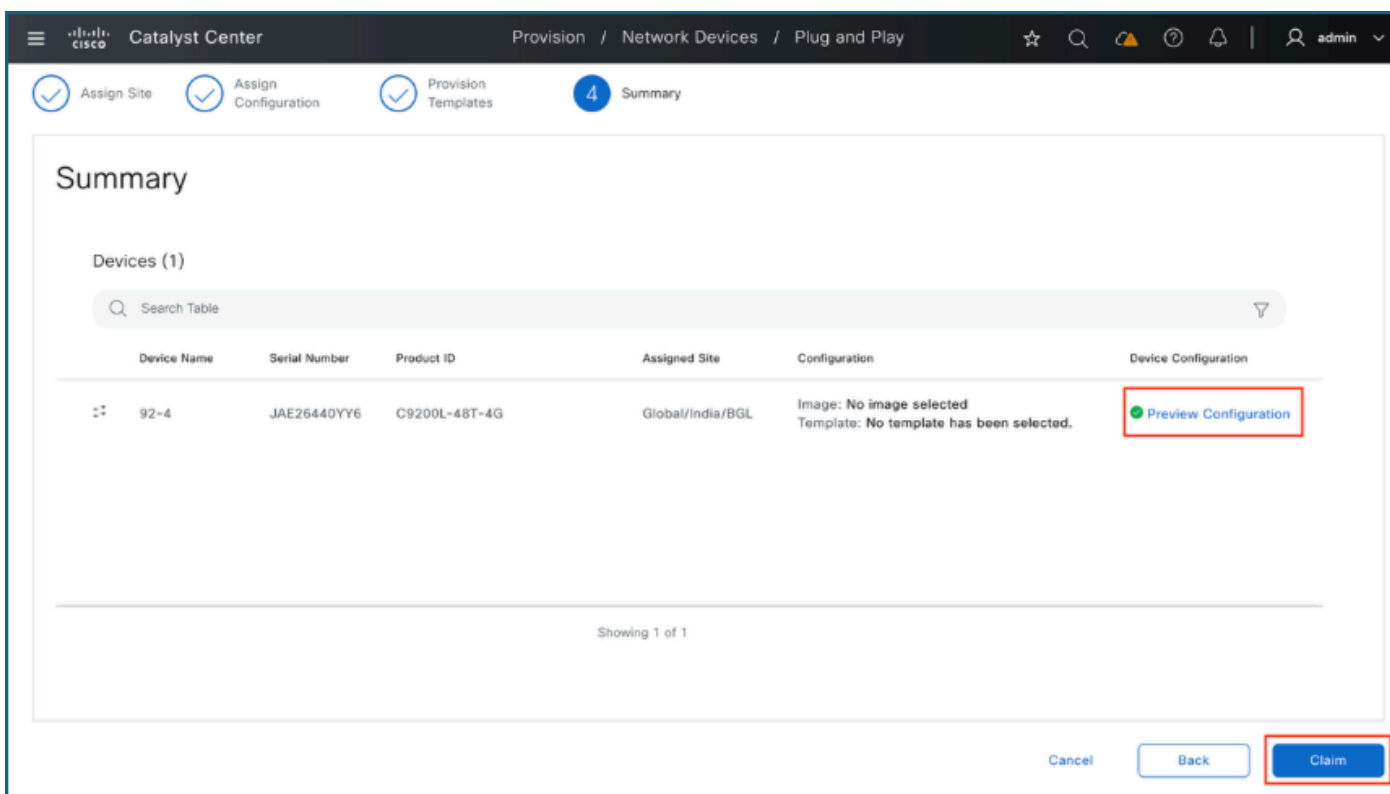 CISCO Catalyst Center Provision / Network Devices / Plug and Play admin
Assign Site
Assign
Configuration
Provision
Templates
4 Summary
Summary
Devices (1)
Search Table
Device Name Serial Number Product ID Assigned Site Configuration Device Configuration
92-4 JAE26440YY6 C9200L-48T-4G Global/India/BGL
Image: No image selected
Template: No template has been selected.
Preview Configuration
Showing 1 of 1
Cancel Back Claim